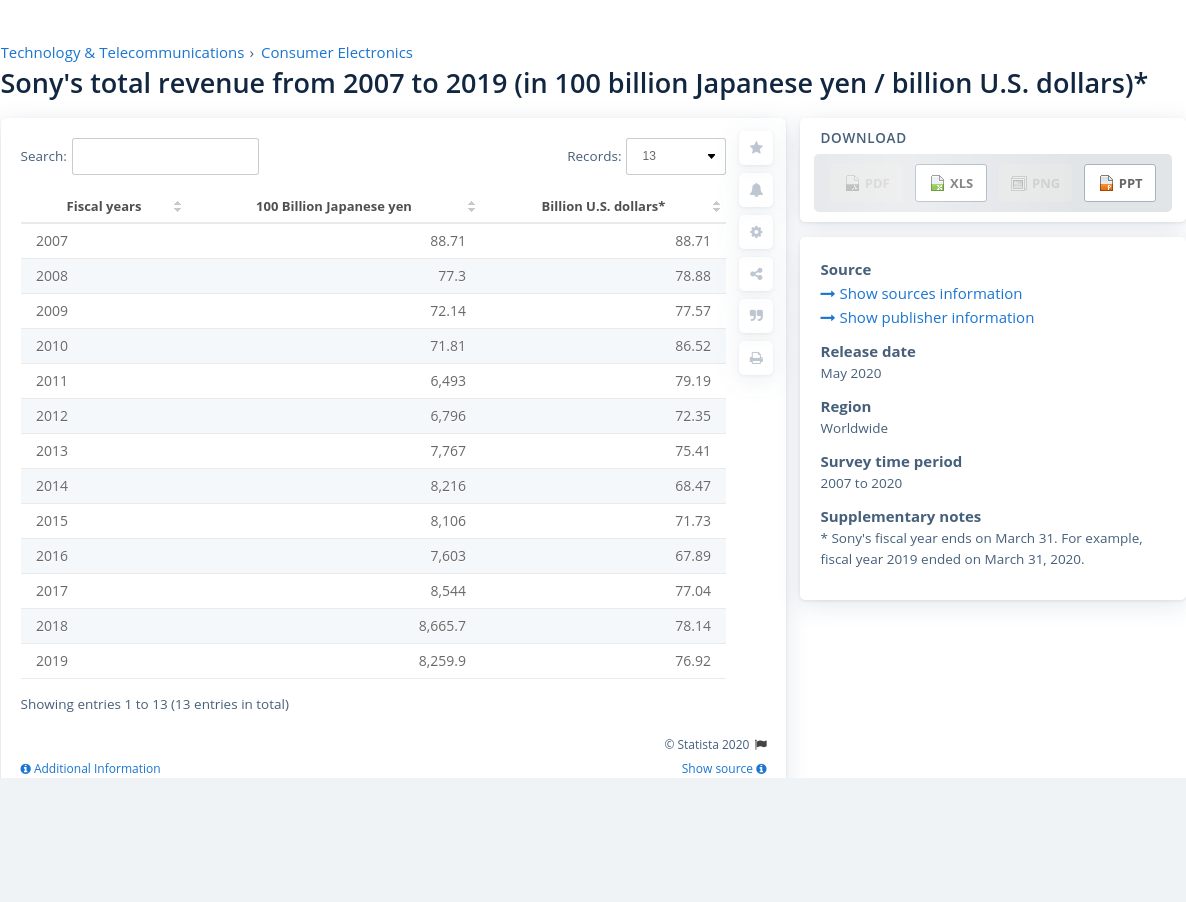 Technology & Telecommunications › Consumer Electronics
Sony's total revenue from 2007 to 2019 (in 100 billion Japanese yen / billion U.S. dollars)*
Search:
Records: 13
Fiscal years 100 Billion Japanese yen Billion U.S. dollars*
2007 88.71 88.71
2008 77.3 78.88
2009 72.14 77.57
2010 71.81 86.52
2011 6,493 79.19
2012 6,796 72.35
2013 7,767 75.41
2014 8,216 68.47
2015 8,106 71.73
2016 7,603 67.89
2017 8,544 77.04
2018 8,665.7 78.14
2019 8,259.9 76.92
Showing entries 1 to 13 (13 entries in total)
© Statista 2020
Additional Information
Show source
DOWNLOAD
PDF XLS PNG PPT
Source
Show sources information
Show publisher information
Release date
May 2020
Region
Worldwide
Survey time period
2007 to 2020
Supplementary notes
* Sony's fiscal year ends on March 31. For example,
fiscal year 2019 ended on March 31, 2020.